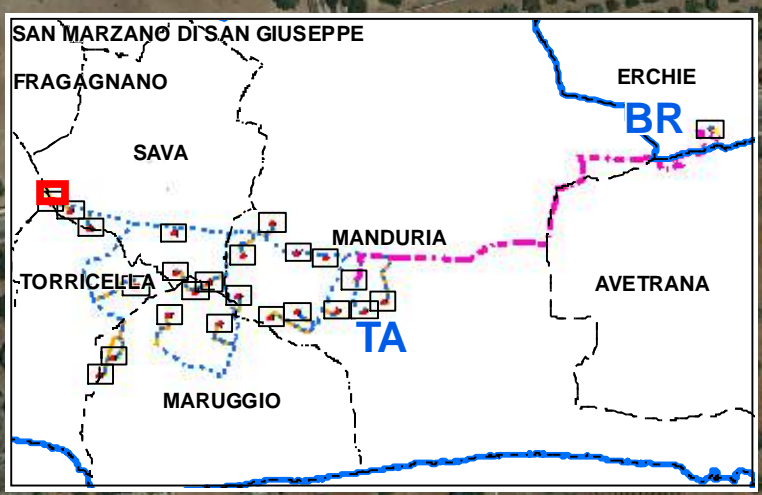 SAN MARZANO DI SAN GIUSEPPE
FRAGAGNANO
ERCHIE
BR
SAVA
MANDURIA
TORRICELLA
AVETRANA
TA
MARUGGIO